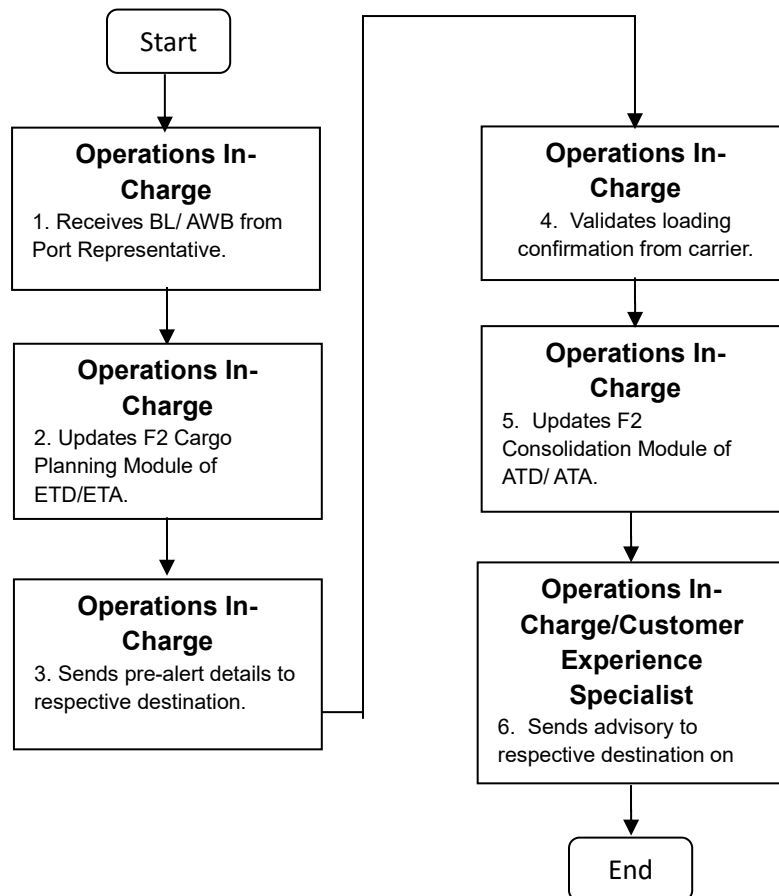 Start
Operations In-
Charge
1. Receives BL/ AWB from
Port Representative.
Operations In-
Charge
2. Updates F2 Cargo
Planning Module of
ETD/ETA.
Operations In-
Charge
3. Sends pre-alert details to
respective destination.
Operations In-
Charge
4. Validates loading
confirmation from carrier.
Operations In-
Charge
5. Updates F2
Consolidation Module of
ATD/ ATA.
Operations In-
Charge/Customer
Experience
Specialist
6. Sends advisory to
respective destination on
End